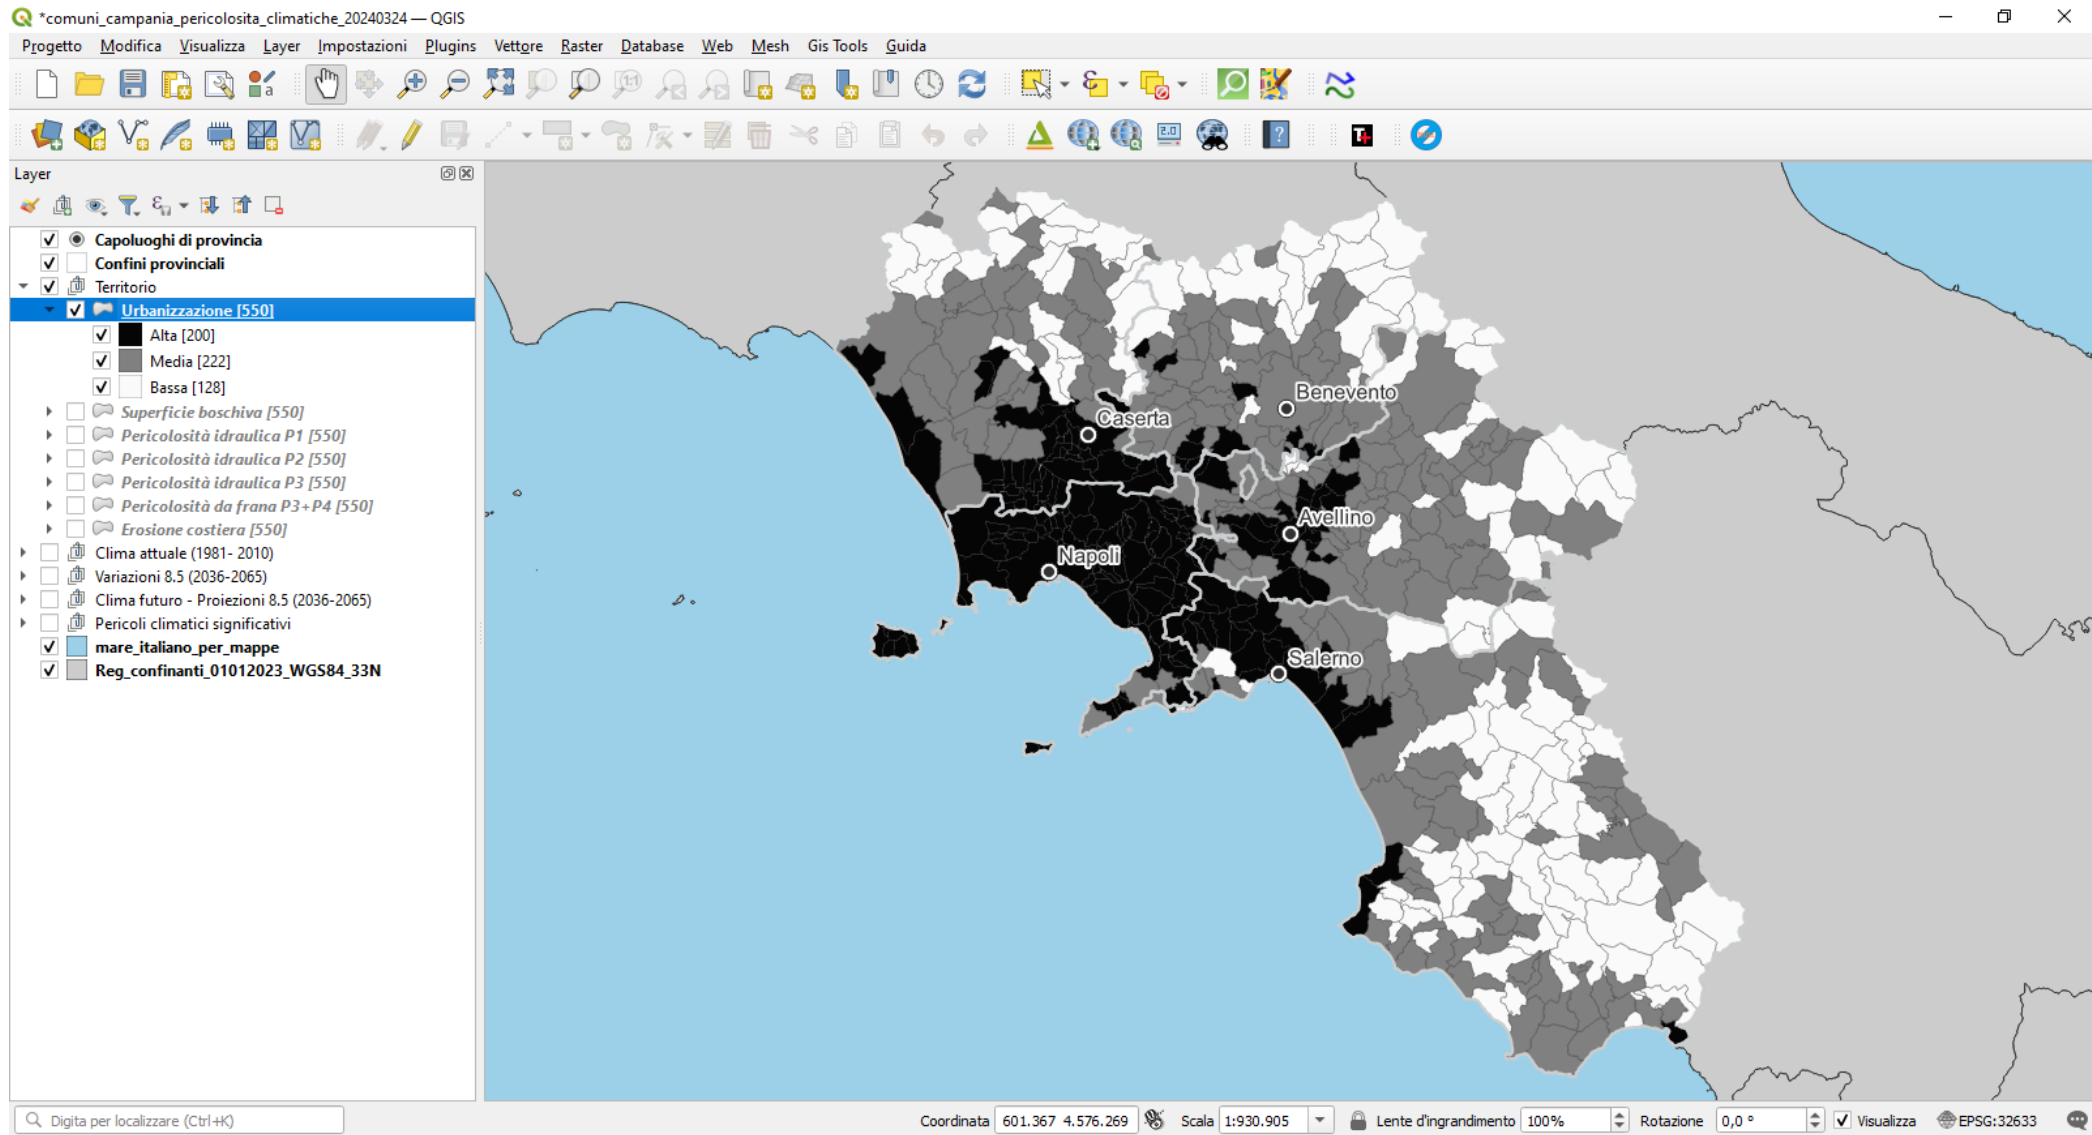 *comuni_campania_pericolosita_climatiche_20240324 — QGIS
Progetto Modifica Visualizza Layer Impostazioni Plugins Vettore Raster Database Web Mesh Gis Tools Guida
Layer
Capoluoghi di provincia
Confini provinciali
Territorio
Urbanizzazione [550]
Alta [200]
Media [222]
Bassa [128]
Superficie boschiva [550]
Pericolosità idraulica P1 [550]
Pericolosità idraulica P2 [550]
Pericolosità idraulica P3 [550]
Pericolosità da frana P3+P4 [550]
Erosione costiera [550]
Clima attuale (1981- 2010)
Variazioni 8.5 (2036-2065)
Clima futuro - Proiezioni 8.5 (2036-2065)
Pericoli climatici significativi
mare_italiano_per_mappe
Reg_confinanti_01012023_WGS84_33N
Benevento
Caserta
Avellino
Napoli
Salerno
Digita per localizzare (Ctrl+K)
Coordinata 601.367 4.576.269 Scala 1:930.905 Lente d'ingrandimento 100% Rotazione 0,0 ° Visualizza EPSG:32633